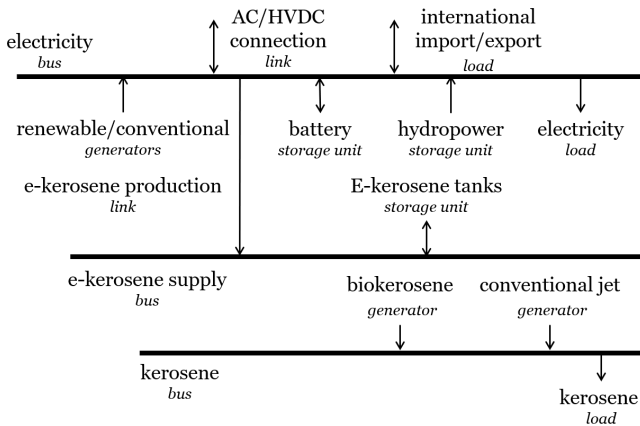 AC/HVDC
connection
link
international
import/export
load
electricity
bus
renewable/conventional
generators
battery
storage unit
hydropower
storage unit
electricity
load
e-kerosene production
link
E-kerosene tanks
storage unit
e-kerosene supply
bus
biokerosene
generator
conventional jet
generator
kerosene
bus
kerosene
load